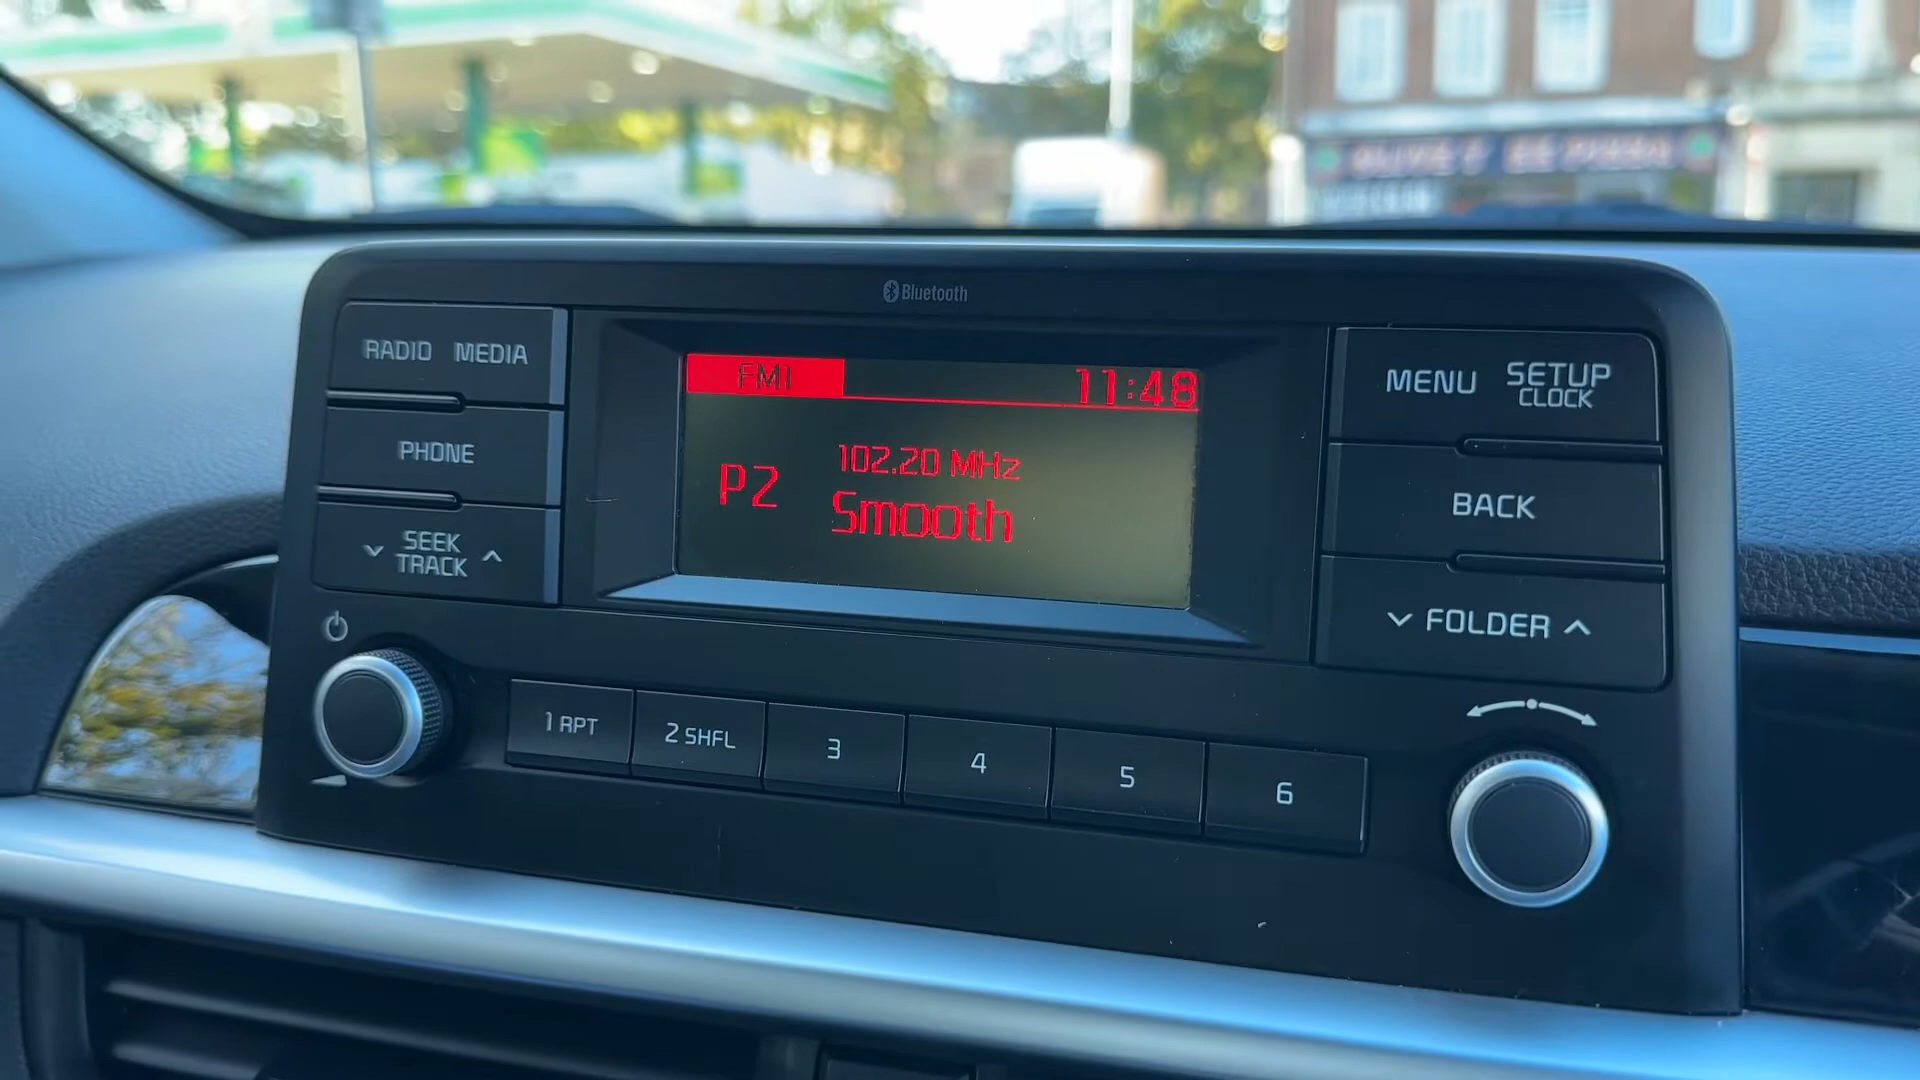 Bluetooth
RADIO MEDIA
PHONE
SEEK
TRACK
FM1 11:48
102.20 MHz
P2
Smooth
MENU SETUP
CLOCK
BACK
FOLDER
1 RPT
2 SHFL
3
4
5
6